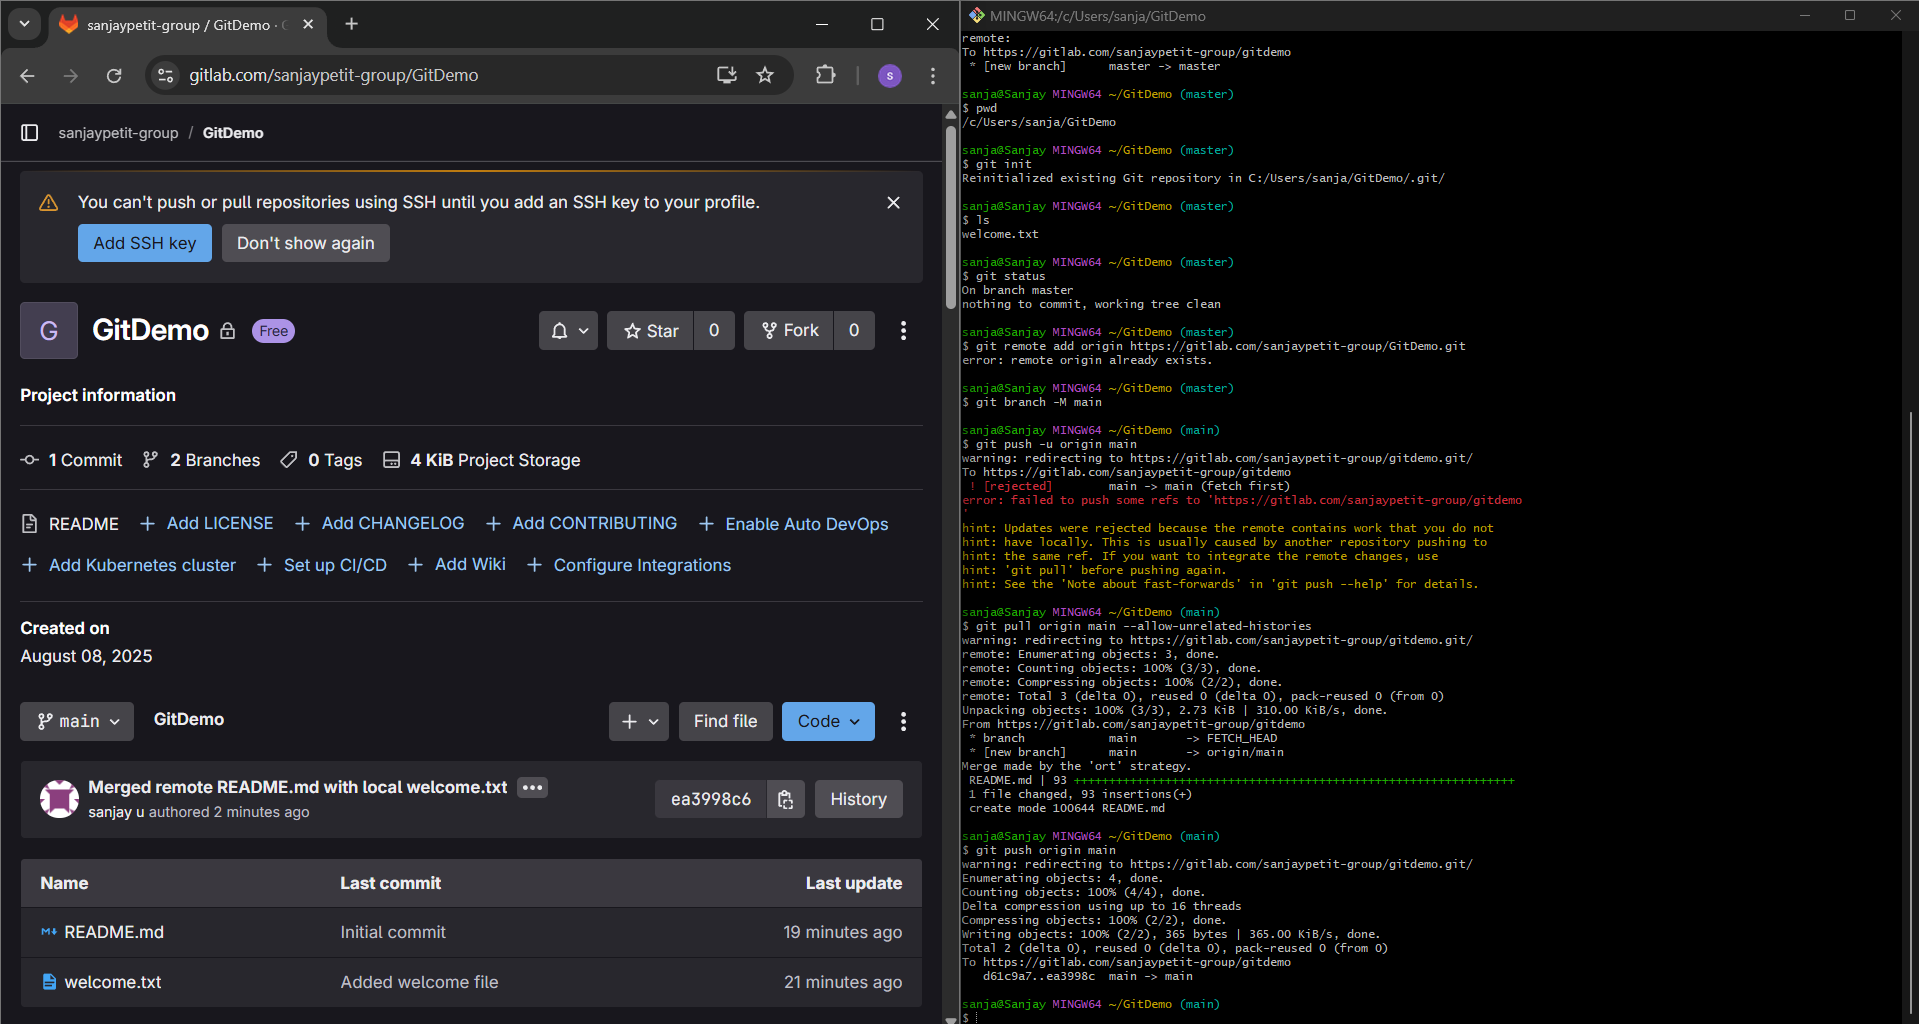 sanjaypetit-group / GitDemo ·
gitlab.com/sanjaypetit-group/GitDemo
s
sanjaypetit-group / GitDemo
You can't push or pull repositories using SSH until you add an SSH key to your profile.
Add SSH key
Don't show again
G
GitDemo
Free
Star
0
Fork
0
Project information
1 Commit
2 Branches
0 Tags
4 KiB Project Storage
README
+ Add LICENSE
+ Add CHANGELOG
+ Add CONTRIBUTING
+ Enable Auto DevOps
+ Add Kubernetes cluster
+ Set up CI/CD
+ Add Wiki
+ Configure Integrations
Created on
August 08, 2025
main
GitDemo
Find file
Code
Merged remote README.md with local welcome.txt
sanjay u authored 2 minutes ago
ea3998c6
History
Name Last commit Last update
README.md Initial commit 19 minutes ago
welcome.txt Added welcome file 21 minutes ago
MINGW64:/c/Users/sanja/GitDemo
remote:
To https://gitlab.com/sanjaypetit-group/gitdemo
 * [new branch]      master -> master
sanja@Sanjay MINGW64 ~/GitDemo (master)
$ pwd
/c/Users/sanja/GitDemo
sanja@Sanjay MINGW64 ~/GitDemo (master)
$ git init
Reinitialized existing Git repository in C:/Users/sanja/GitDemo/.git/
sanja@Sanjay MINGW64 ~/GitDemo (master)
$ ls
welcome.txt
sanja@Sanjay MINGW64 ~/GitDemo (master)
$ git status
On branch master
nothing to commit, working tree clean
sanja@Sanjay MINGW64 ~/GitDemo (master)
$ git remote add origin https://gitlab.com/sanjaypetit-group/GitDemo.git
error: remote origin already exists.
sanja@Sanjay MINGW64 ~/GitDemo (master)
$ git branch -M main
sanja@Sanjay MINGW64 ~/GitDemo (main)
$ git push -u origin main
warning: redirecting to https://gitlab.com/sanjaypetit-group/gitdemo.git/
To https://gitlab.com/sanjaypetit-group/gitdemo
 ! [rejected]        main -> main (fetch first)
error: failed to push some refs to 'https://gitlab.com/sanjaypetit-group/gitdemo
'
hint: Updates were rejected because the remote contains work that you do not
hint: have locally. This is usually caused by another repository pushing to
hint: the same ref. If you want to integrate the remote changes, use
hint: 'git pull' before pushing again.
hint: See the 'Note about fast-forwards' in 'git push --help' for details.
sanja@Sanjay MINGW64 ~/GitDemo (main)
$ git pull origin main --allow-unrelated-histories
warning: redirecting to https://gitlab.com/sanjaypetit-group/gitdemo.git/
remote: Enumerating objects: 3, done.
remote: Counting objects: 100% (3/3), done.
remote: Compressing objects: 100% (2/2), done.
remote: Total 3 (delta 0), reused 0 (delta 0), pack-reused 0 (from 0)
Unpacking objects: 100% (3/3), 2.73 KiB | 310.00 KiB/s, done.
From https://gitlab.com/sanjaypetit-group/gitdemo
 * branch            main       -> FETCH_HEAD
 * [new branch]      main       -> origin/main
Merge made by the 'ort' strategy.
 README.md | 93 +++++++++++++++++++++++++++++++++++++++++++++++++++++++++++++++
 1 file changed, 93 insertions(+)
 create mode 100644 README.md
sanja@Sanjay MINGW64 ~/GitDemo (main)
$ git push origin main
warning: redirecting to https://gitlab.com/sanjaypetit-group/gitdemo.git/
Enumerating objects: 4, done.
Counting objects: 100% (4/4), done.
Delta compression using up to 16 threads
Compressing objects: 100% (2/2), done.
Writing objects: 100% (2/2), 365 bytes | 365.00 KiB/s, done.
Total 2 (delta 0), reused 0 (delta 0), pack-reused 0 (from 0)
To https://gitlab.com/sanjaypetit-group/gitdemo
   d61c9a7..ea3998c  main -> main
sanja@Sanjay MINGW64 ~/GitDemo (main)
$